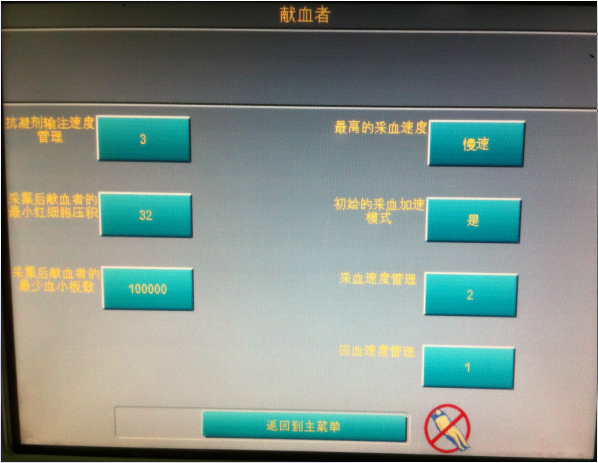 献血者
抗凝剂输注速度
管理
3
采集后献血者的
最小红细胞压积
32
采集后献血者的
最少血小板数
100000
最高的采血速度
慢速
初始的采血加速
模式
是
采血速度管理
2
回血速度管理
1
返回到主菜单